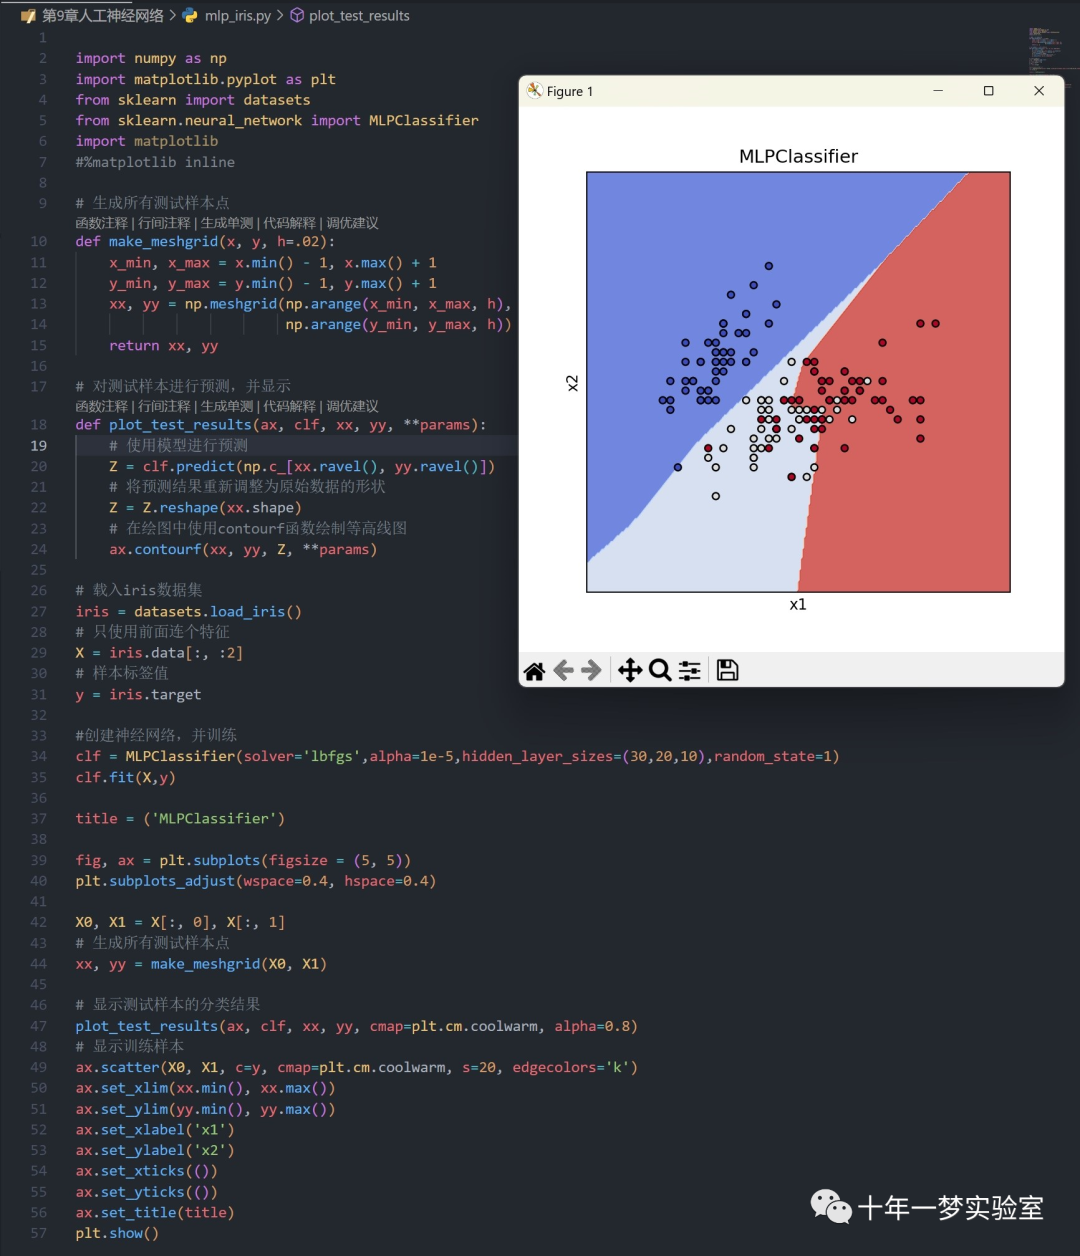 第9章人工神经网络 > mlp_iris.py > plot_test_results
1
2 import numpy as np
3 import matplotlib.pyplot as plt
4 from sklearn import datasets
5 from sklearn.neural_network import MLPClassifier
6 import matplotlib
7 #%matplotlib inline
8
9 # 生成所有测试样本点
函数注释 | 行间注释 | 生成单测 | 代码解释 | 调优建议
10 def make_meshgrid(x, y, h=.02):
11 x_min, x_max = x.min() - 1, x.max() + 1
12 y_min, y_max = y.min() - 1, y.max() + 1
13 xx, yy = np.meshgrid(np.arange(x_min, x_max, h),
14 np.arange(y_min, y_max, h))
15 return xx, yy
16
17 # 对测试样本进行预测，并显示
函数注释 | 行间注释 | 生成单测 | 代码解释 | 调优建议
18 def plot_test_results(ax, clf, xx, yy, **params):
19 # 使用模型进行预测
20 Z = clf.predict(np.c_[xx.ravel(), yy.ravel()])
21 # 将预测结果重新调整为原始数据的形状
22 Z = Z.reshape(xx.shape)
23 # 在绘图中使用contourf函数绘制等高线图
24 ax.contourf(xx, yy, Z, **params)
25
26 # 载入iris数据集
27 iris = datasets.load_iris()
28 # 只使用前面连个特征
29 X = iris.data[:, :2]
30 # 样本标签值
31 y = iris.target
32
33 #创建神经网络，并训练
34 clf = MLPClassifier(solver='lbfgs',alpha=1e-5,hidden_layer_sizes=(30,20,10),random_state=1)
35 clf.fit(X,y)
36
37 title = ('MLPClassifier')
38
39 fig, ax = plt.subplots(figsize = (5, 5))
40 plt.subplots_adjust(wspace=0.4, hspace=0.4)
41
42 X0, X1 = X[:, 0], X[:, 1]
43 # 生成所有测试样本点
44 xx, yy = make_meshgrid(X0, X1)
45
46 # 显示测试样本的分类结果
47 plot_test_results(ax, clf, xx, yy, cmap=plt.cm.coolwarm, alpha=0.8)
48 # 显示训练样本
49 ax.scatter(X0, X1, c=y, cmap=plt.cm.coolwarm, s=20, edgecolors='k')
50 ax.set_xlim(xx.min(), xx.max())
51 ax.set_ylim(yy.min(), yy.max())
52 ax.set_xlabel('x1')
53 ax.set_ylabel('x2')
54 ax.set_xticks(())
55 ax.set_yticks(())
56 ax.set_title(title)
57 plt.show()
Figure 1
MLPClassifier
x2
x1
十年一梦实验室